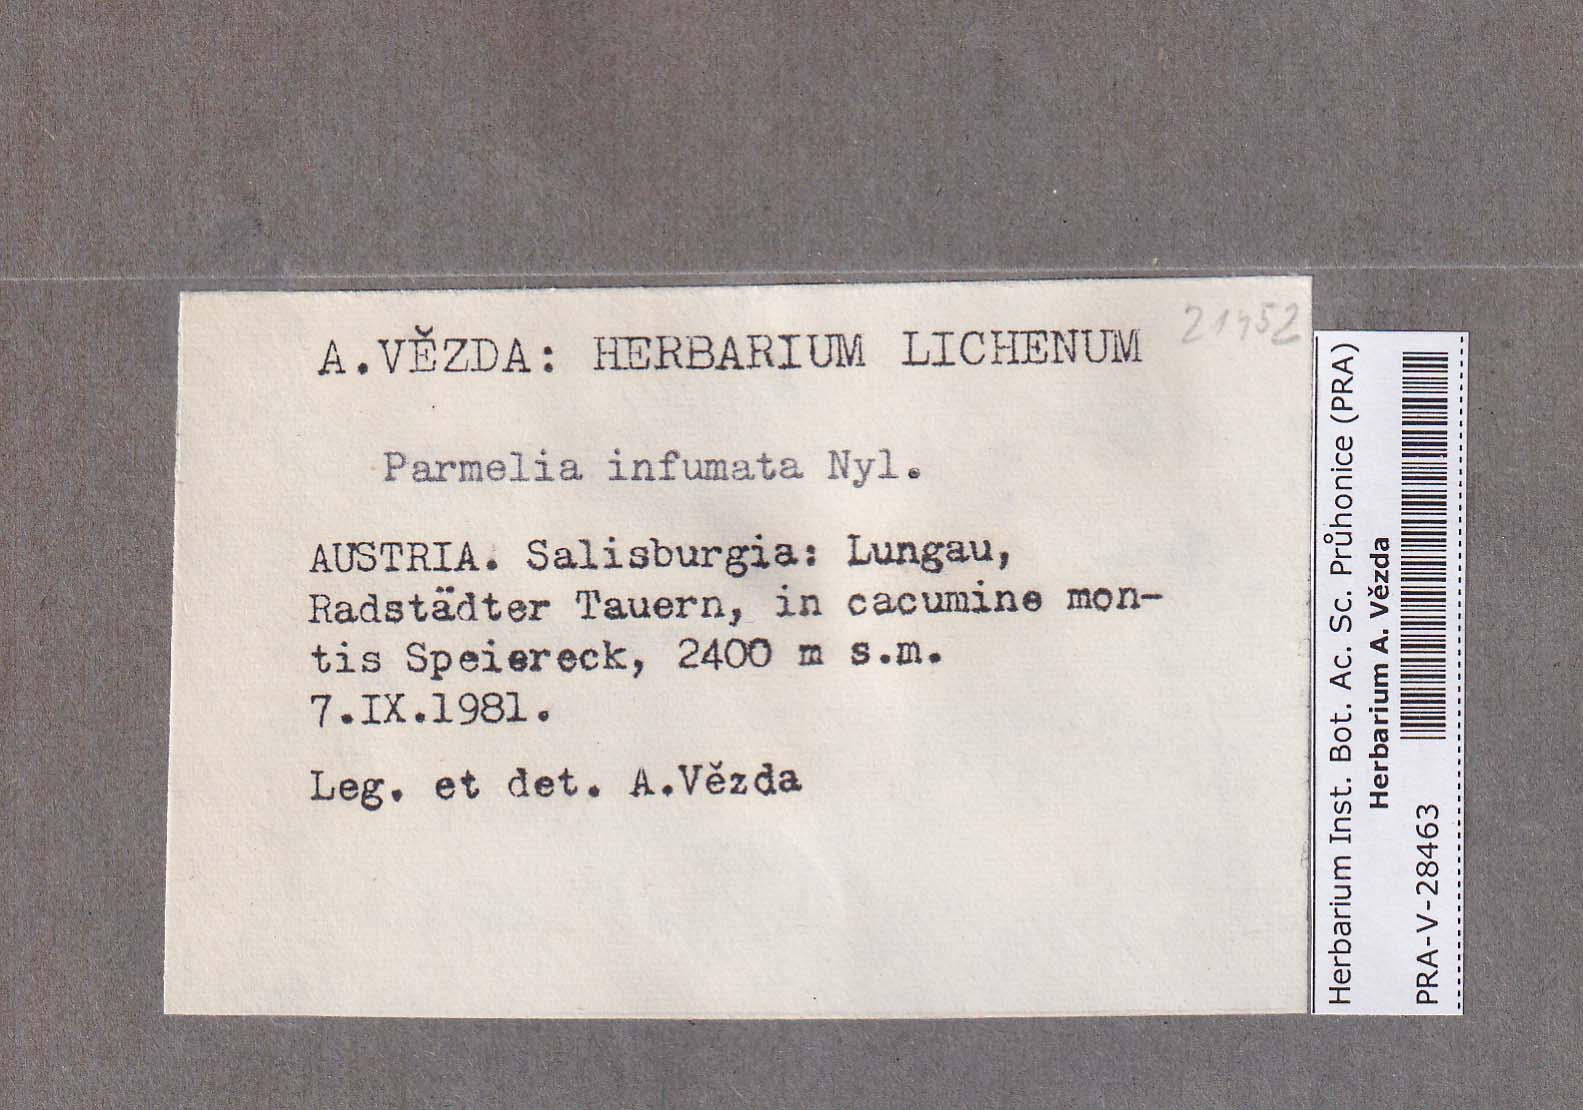 21452
A.VĚZDA: HERBARIUM LICHENUM
Parmelia infumata Nyl.
AUSTRIA. Salisburgia: Lungau,
Radstädter Tauern, in cacumine mon-
tis Speiereck, 2400 m s.m.
7.IX.1981.
Leg. et det. A.Vězda
Herbarium Inst. Bot. Ac. Sc. Průhonice (PRA)
Herbarium A. Vězda
PRA-V-28463